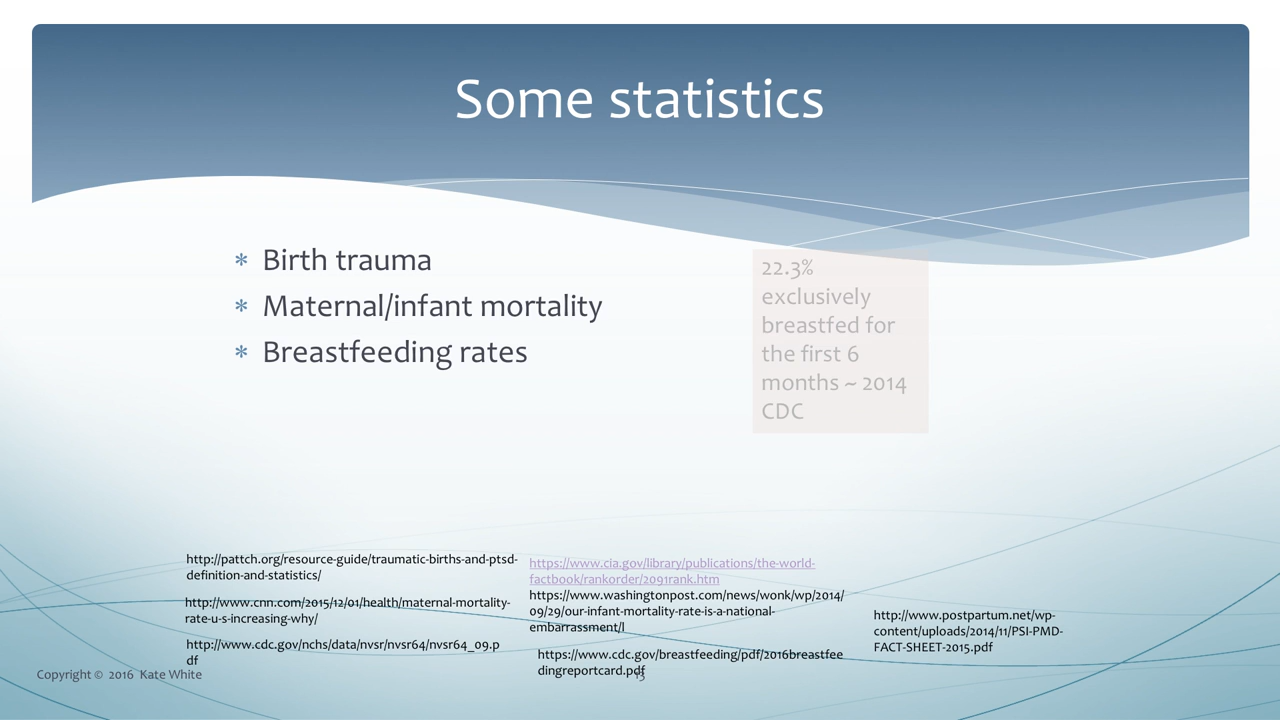 Some statistics
* Birth trauma
* Maternal/infant mortality
* Breastfeeding rates
22.3%
exclusively
breastfed for
the first 6
months ~ 2014
CDC
http://pattch.org/resource-guide/traumatic-births-and-ptsd-
definition-and-statistics/
http://www.cnn.com/2015/12/01/health/maternal-mortality-
rate-u-s-increasing-why/
http://www.cdc.gov/nchs/data/nvsr/nvsr64/nvsr64_09.p
df
https://www.cia.gov/library/publications/the-world-
factbook/rankorder/2091rank.htm
https://www.washingtonpost.com/news/wonk/wp/2014/
09/29/our-infant-mortality-rate-is-a-national-
embarrassment/l
https://www.cdc.gov/breastfeeding/pdf/2016breastfee
dingreportcard.pdf
http://www.postpartum.net/wp-
content/uploads/2014/11/PSI-PMD-
FACT-SHEET-2015.pdf
Copyright © 2016 Kate White